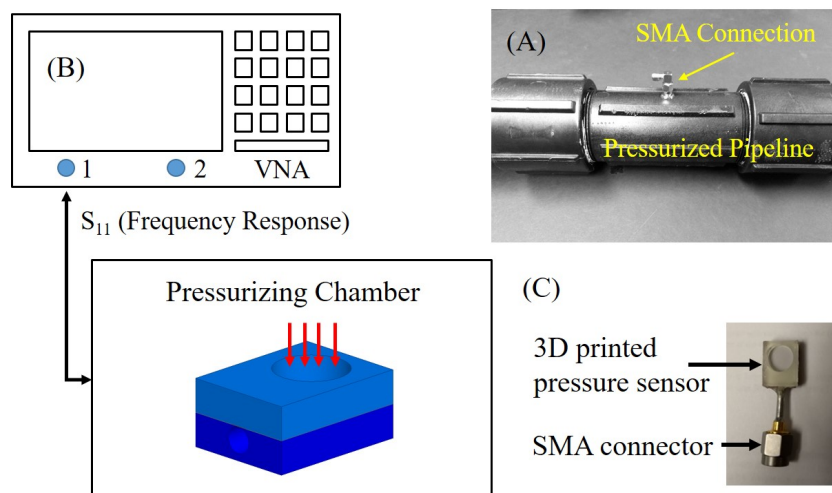 (A)
SMA Connection
Pressurized Pipeline
(B)
1
2
VNA
S₁₁ (Frequency Response)
Pressurizing Chamber
(C)
3D printed
pressure sensor
SMA connector